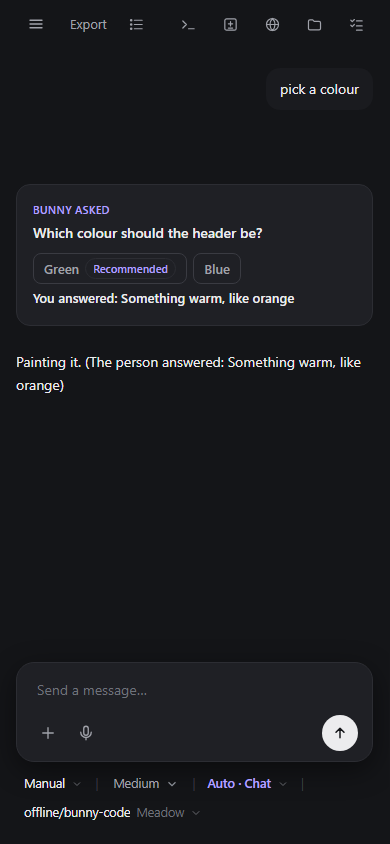 Export
pick a colour
BUNNY ASKED
Which colour should the header be?
Green Recommended Blue
You answered: Something warm, like orange
Painting it. (The person answered: Something warm, like
orange)
Send a message...
Manual Medium Auto · Chat
offline/bunny-code Meadow